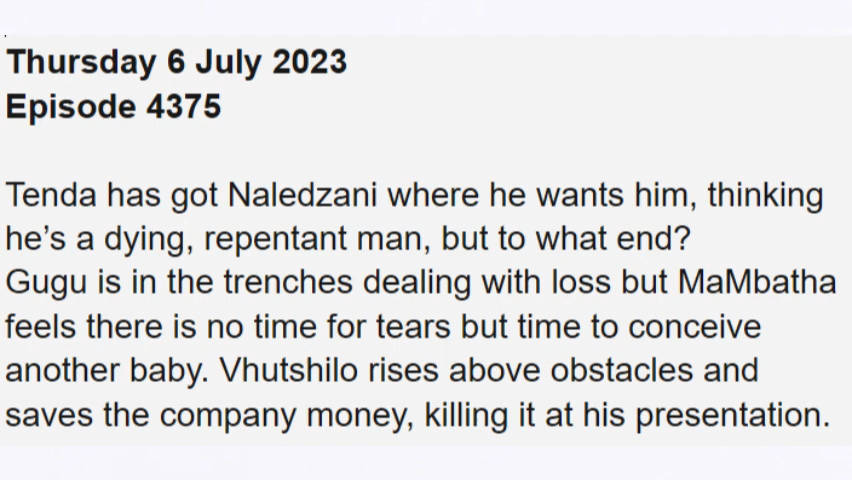 Thursday 6 July 2023
Episode 4375
Tenda has got Naledzani where he wants him, thinking
he’s a dying, repentant man, but to what end?
Gugu is in the trenches dealing with loss but MaMbatha
feels there is no time for tears but time to conceive
another baby. Vhutshilo rises above obstacles and
saves the company money, killing it at his presentation.